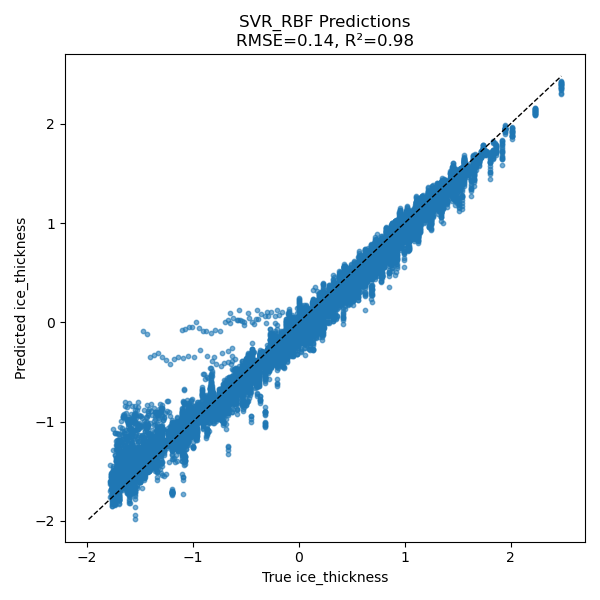 SVR_RBF Predictions
RMSE=0.14, R²=0.98
Predicted ice_thickness
2
1
0
−1
−2
−2
−1
0
1
2
True ice_thickness